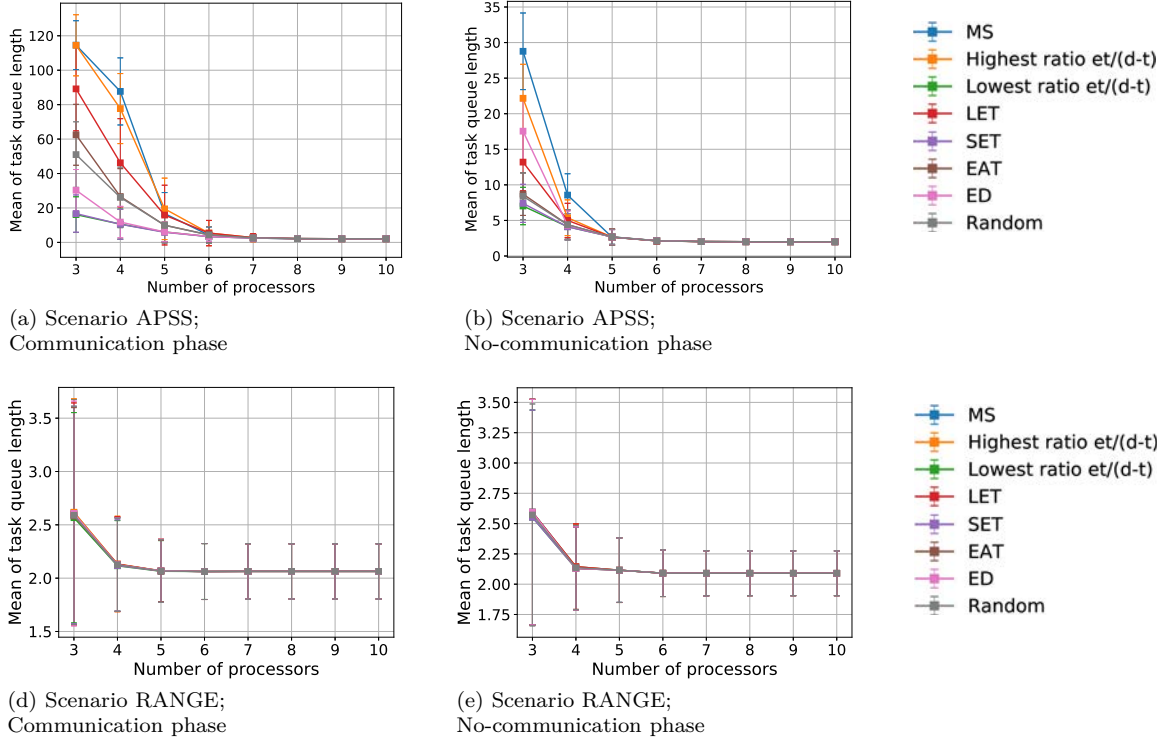 120
100
80
60
40
20
0
Mean of task queue length
3 4 5 6 7 8 9 10
Number of processors
(a) Scenario APSS;
Communication phase
35
30
25
20
15
10
5
0
Mean of task queue length
3 4 5 6 7 8 9 10
Number of processors
(b) Scenario APSS;
No-communication phase
MS
Highest ratio et/(d-t)
Lowest ratio et/(d-t)
LET
SET
EAT
ED
Random
3.5
3.0
2.5
2.0
1.5
Mean of task queue length
3 4 5 6 7 8 9 10
Number of processors
(d) Scenario RANGE;
Communication phase
3.50
3.25
3.00
2.75
2.50
2.25
2.00
1.75
Mean of task queue length
3 4 5 6 7 8 9 10
Number of processors
(e) Scenario RANGE;
No-communication phase
MS
Highest ratio et/(d-t)
Lowest ratio et/(d-t)
LET
SET
EAT
ED
Random